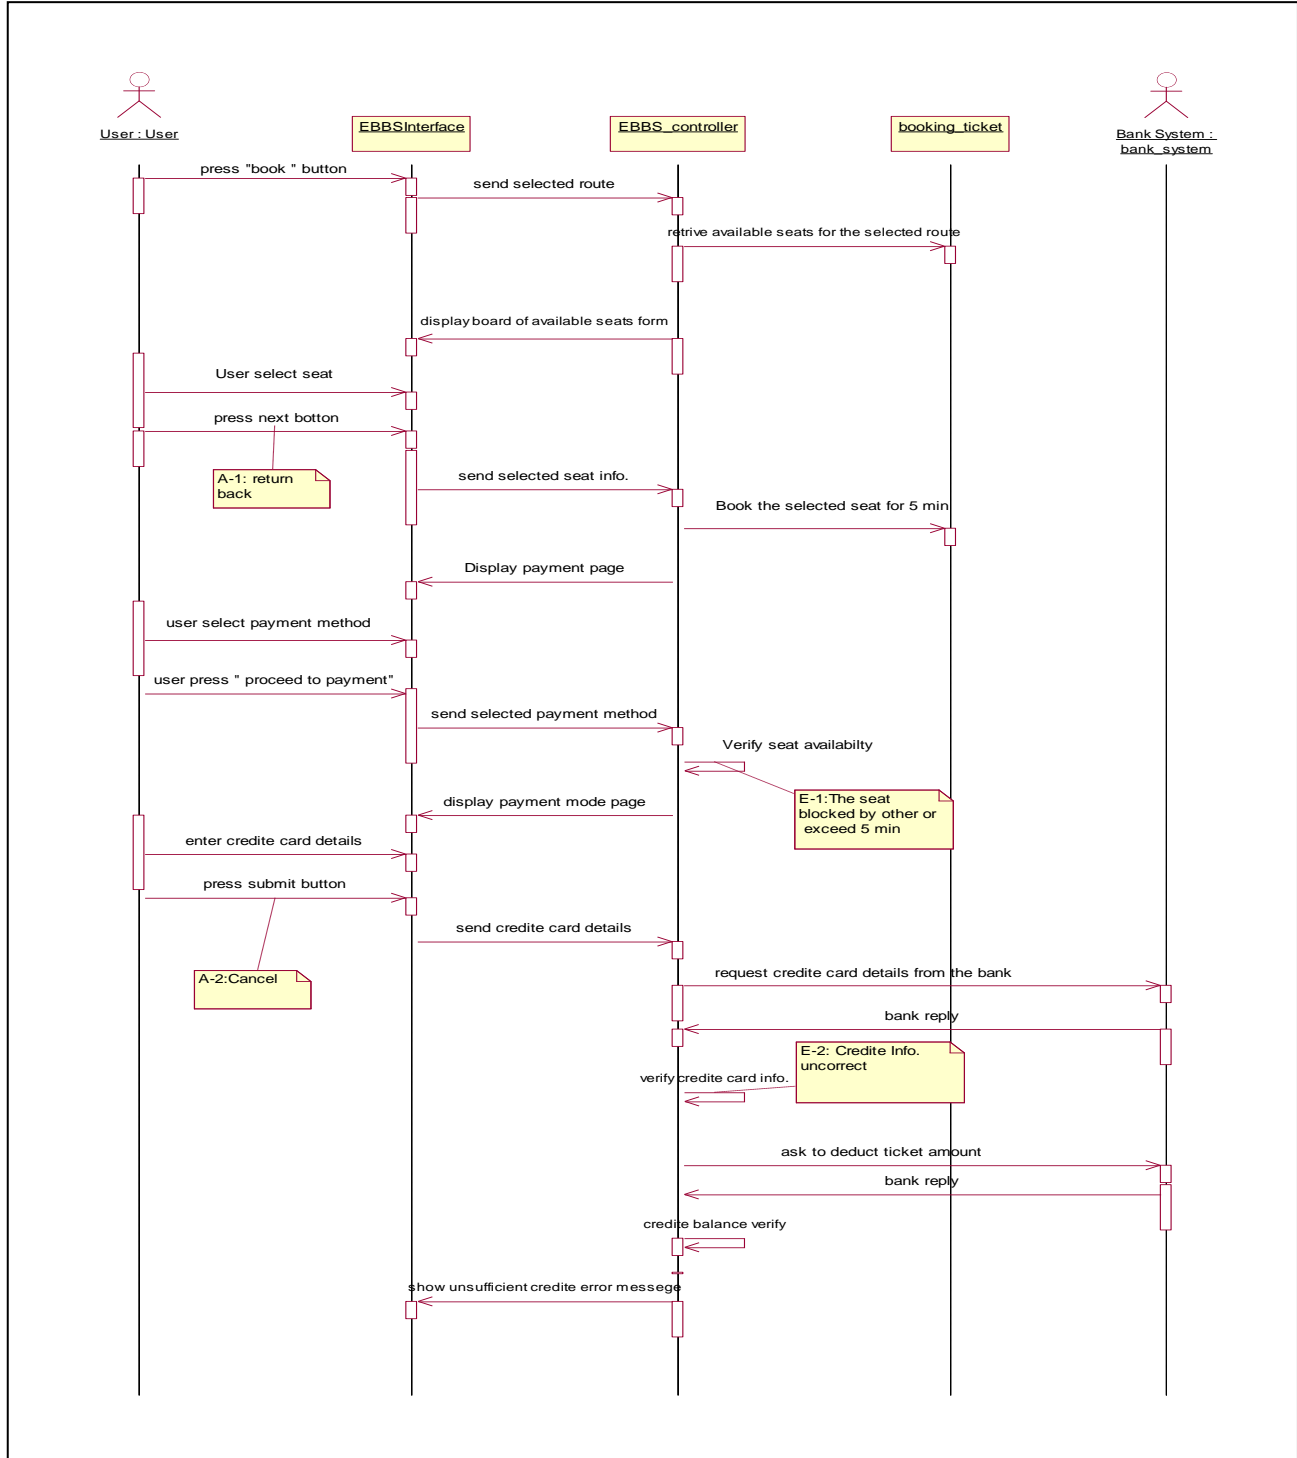 User : User
EBBSInterface
EBBS_controller
booking_ticket
Bank System :
bank_system
press "book " button
send selected route
retrive available seats for the selected route
display board of available seats form
User select seat
press next botton
A-1: return
back
send selected seat info.
Book the selected seat for 5 min
Display payment page
user select payment method
user press " proceed to payment"
send selected payment method
Verify seat availabilty
E-1:The seat
blocked by other or
exceed 5 min
display payment mode page
enter credite card details
press submit button
send credite card details
A-2:Cancel
request credite card details from the bank
bank reply
E-2: Credite Info.
uncorrect
verify credite card info.
ask to deduct ticket amount
bank reply
credite balance verify
show unsufficient credite error messege